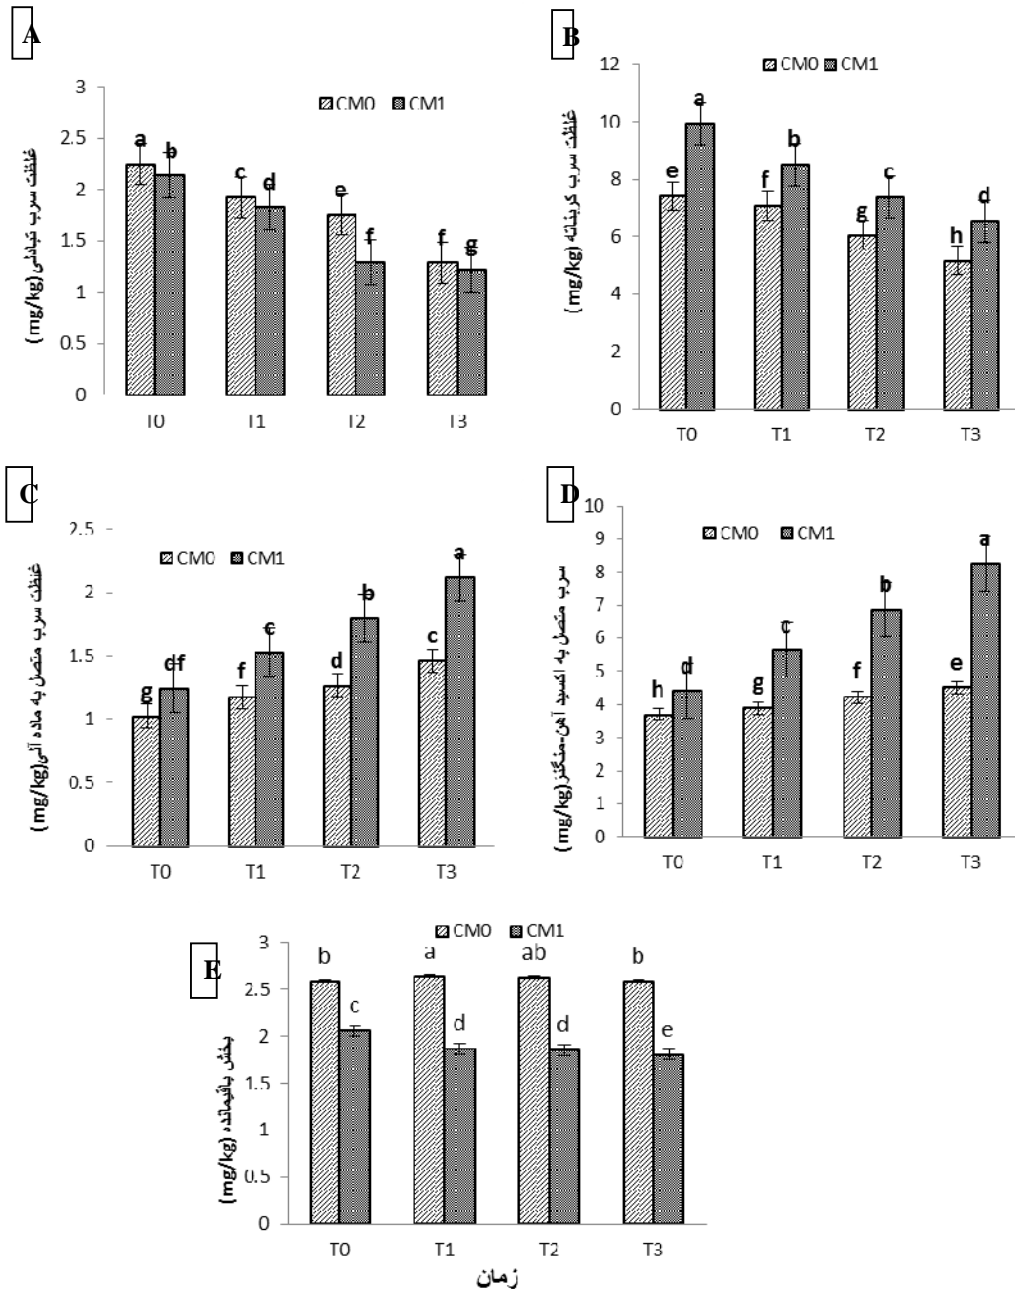 A
CM0 CM1
3
2.5
2
1.5
1
0.5
0
a b c d e f f g
T0 T1 T2 T3
غلظت سرب تبادلی (mg/kg)
B
CM0 CM1
12
10
8
6
4
2
0
e a f b g c h d
T0 T1 T2 T3
غلظت سرب کربناته (mg/kg)
C
CM0 CM1
2.5
2
1.5
1
0.5
0
g df f c d b c a
T0 T1 T2 T3
غلظت سرب متصل به ماده آلی (mg/kg)
D
CM0 CM1
10
9
8
7
6
5
4
3
2
1
0
h d g c f b e a
T0 T1 T2 T3
سرب متصل به اکسید آهن-منگنز (mg/kg)
E
CM0 CM1
3
2.5
2
1.5
1
0.5
0
b c a d ab d b e
T0 T1 T2 T3
بخش باقیمانده (mg/kg)
زمان